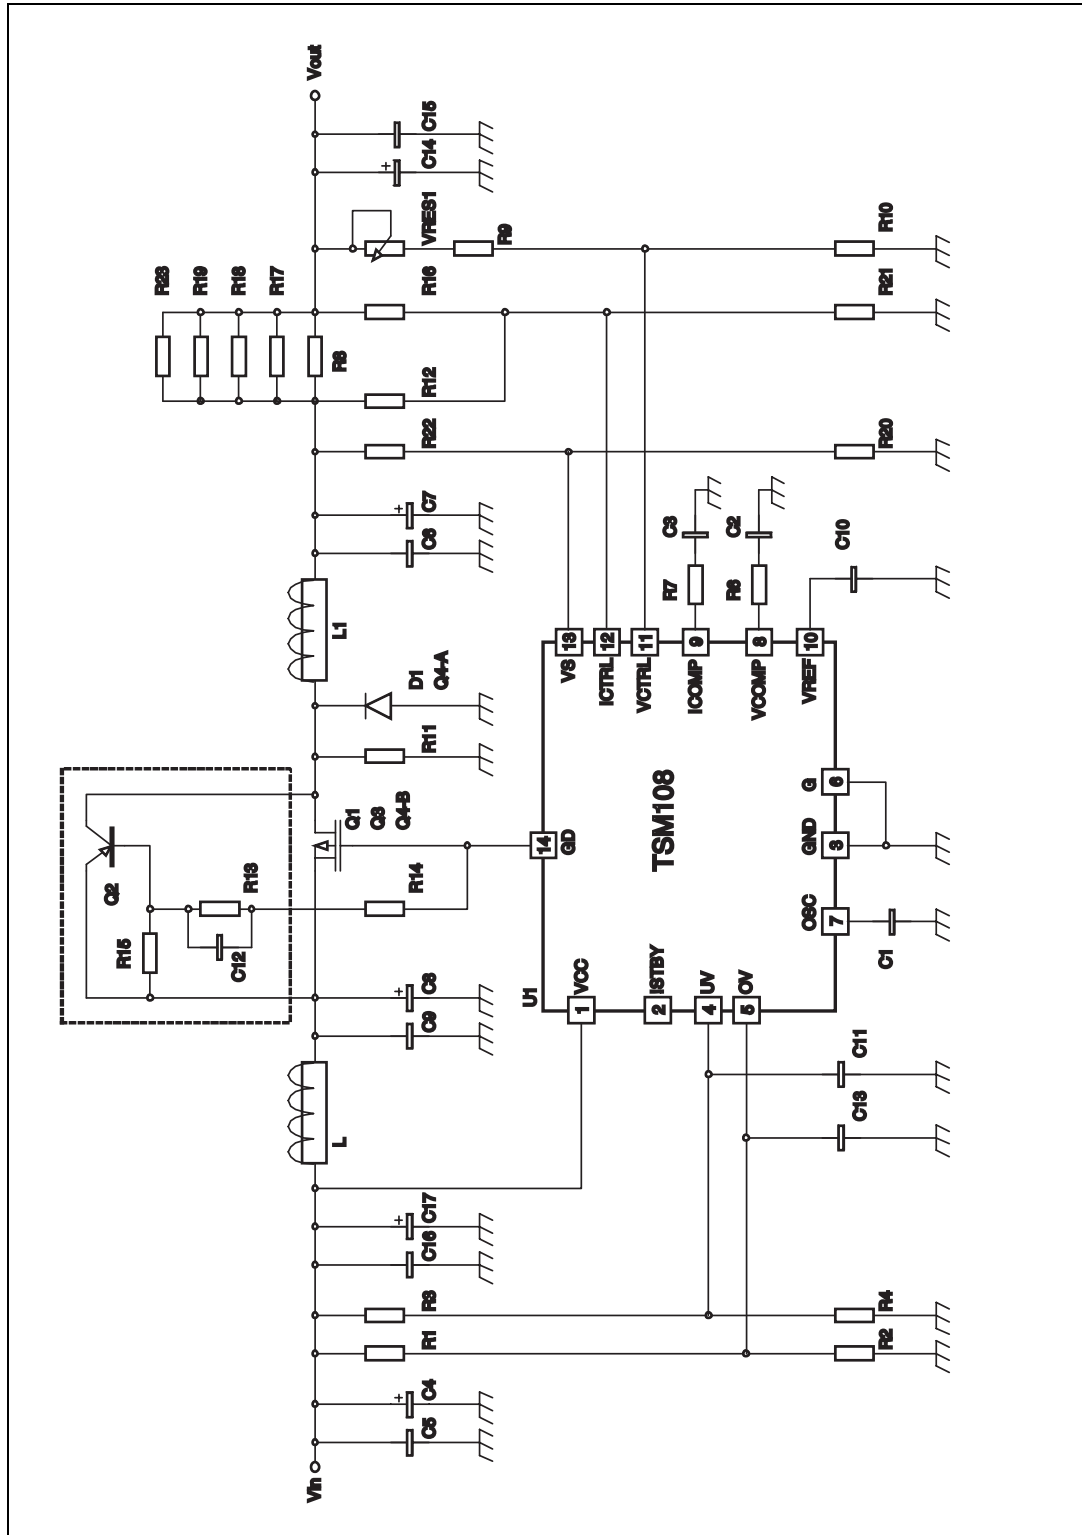 Q2
R15
R23
R19
C12
R18
R13
R17
Vin
Vout
L
L1
R8
Q1
Q3
Q4-B
R14
D1
Q4-A
C5
C4
R1
R3
C16
C17
C9
C8
R11
C6
C7
R22
R12
R16
VRES1
C14
C15
R9
U1
14
GD
1 VCC
2 ISTBY
4 UV
5 OV
TSM108
VS 13
ICTRL 12
VCTRL 11
ICOMP 9
VCOMP 8
VREF 10
R7
C3
R6
C2
C10
OSC
7
GND
3
G
6
C1
C13
C11
R2
R4
R20
R21
R10
+
+
+
+
+